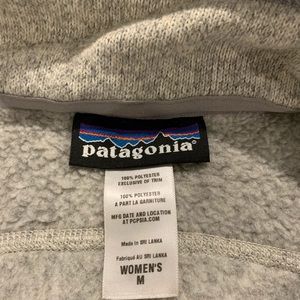 patagonia®
100% POLYESTER
EXCLUSIVE OF TRIM
100% POLYESTER
A PART LA GARNITURE
MFG DATE AND LOCATION
AT PCPSIA.COM
Made in SRI LANKA
Fabriqué AU SRI LANKA
WOMEN'S
M